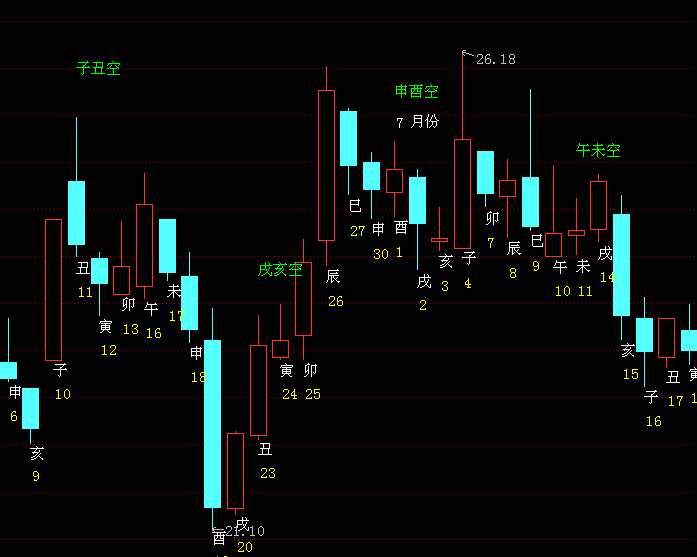 子丑空
26.18
申酉空
7 月份
午未空
戌亥空
申
6
亥
9
子
10
丑
11
寅
12
卯
13
午
16
未
17
申
18
酉
21.10
戌
20
丑
23
寅
24
卯
25
辰
26
巳
27
申
30
酉
1
戌
2
亥
3
子
4
卯
7
辰
8
巳
9
午
10
未
11
戌
14
亥
15
子
16
丑
17
寅